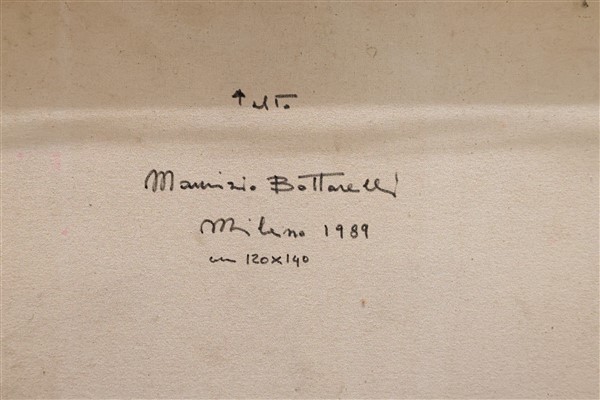 ↑ alto
Maurizio Bottarelli
Milano 1989
cm 120x140